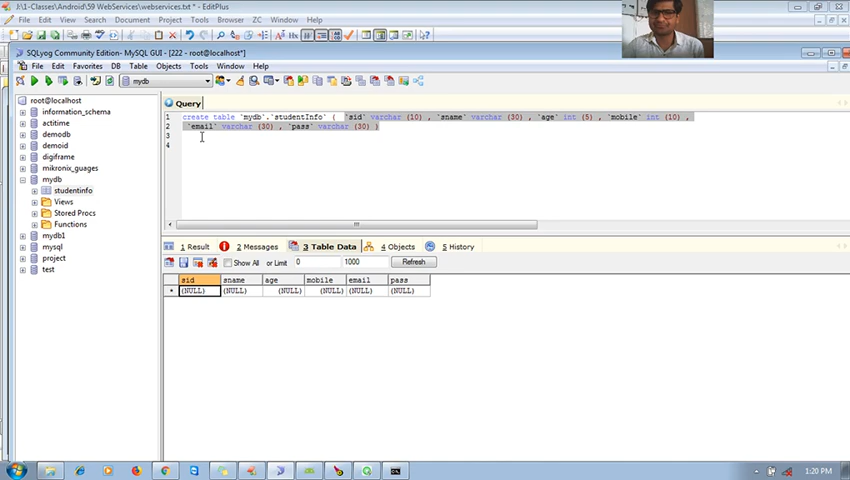 J:\1-Classes\Android\59 WebServices\webservices.txt * - EditPlus
File Edit View Search Document Project Tools Browser ZC Window Help
SQLyog Community Edition- MySQL GUI - [222 - root@localhost*]
File Edit Favorites DB Table Objects Tools Window Help
mydb
root@localhost
information_schema
actitime
demodb
demoid
digiframe
mikronix_guages
mydb
studentinfo
Views
Stored Procs
Functions
mydb1
mysql
project
test
Query
1 create table `mydb`.`studentInfo` ( `sid` varchar (10) , `sname` varchar (30) , `age` int (5) , `mobile` int (10) ,
2 `email` varchar (30) , `pass` varchar (30) )
3
4
1 Result 2 Messages 3 Table Data 4 Objects 5 History
Show All or Limit 0 1000 Refresh
sid sname age mobile email pass
* (NULL) (NULL) (NULL) (NULL) (NULL) (NULL)
1:20 PM